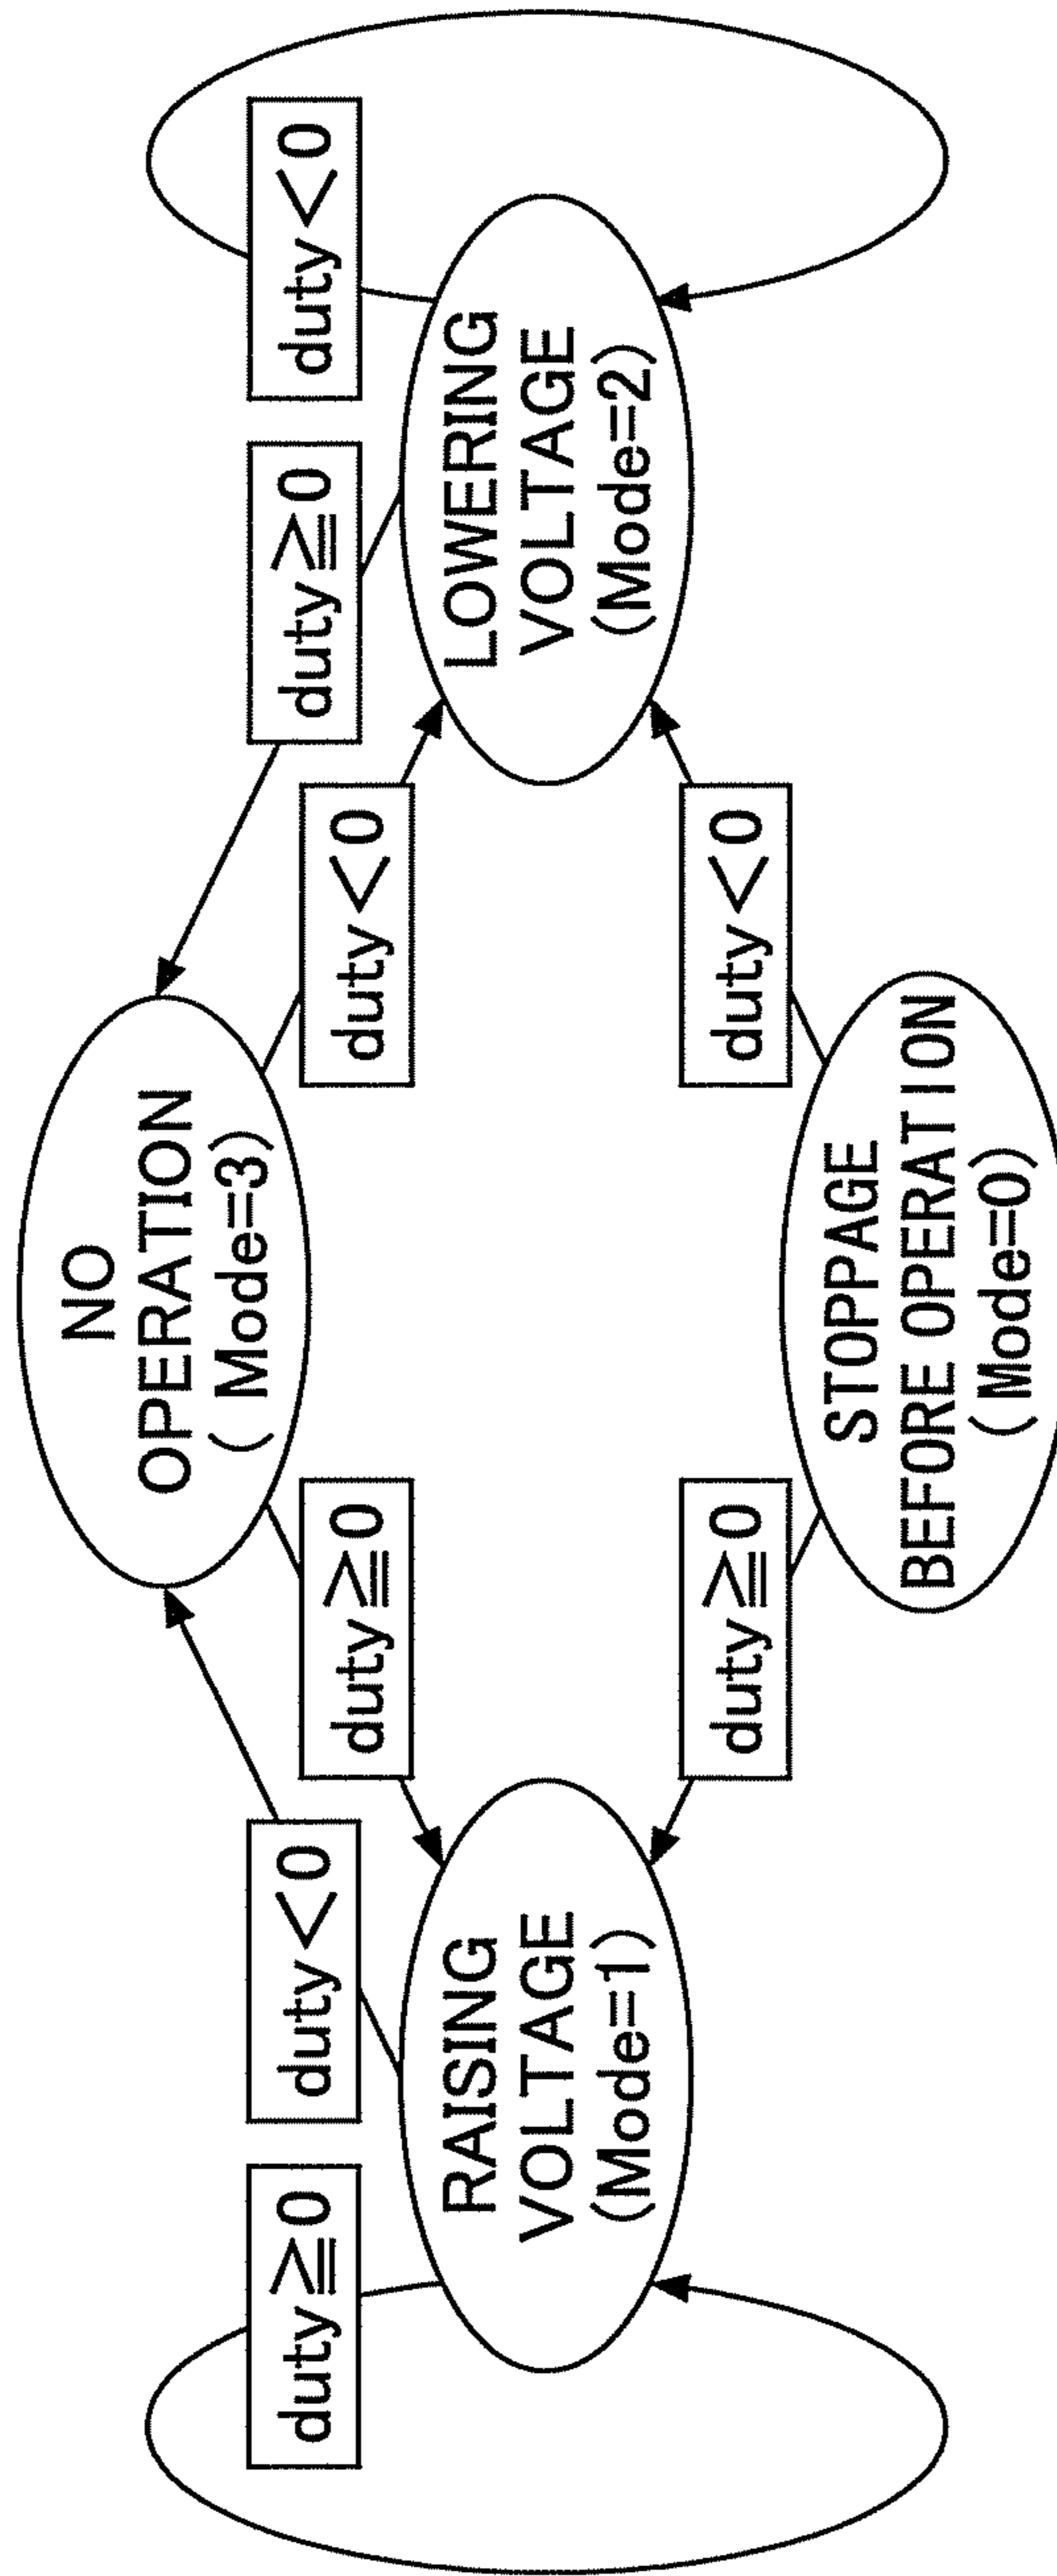 NO
OPERATION
(Mode=3)
duty≧0
duty<0
duty≧0
duty<0
duty≧0
duty<0
RAISING
VOLTAGE
(Mode=1)
LOWERING
VOLTAGE
(Mode=2)
duty≧0
duty<0
STOPPAGE
BEFORE OPERATION
(Mode=0)